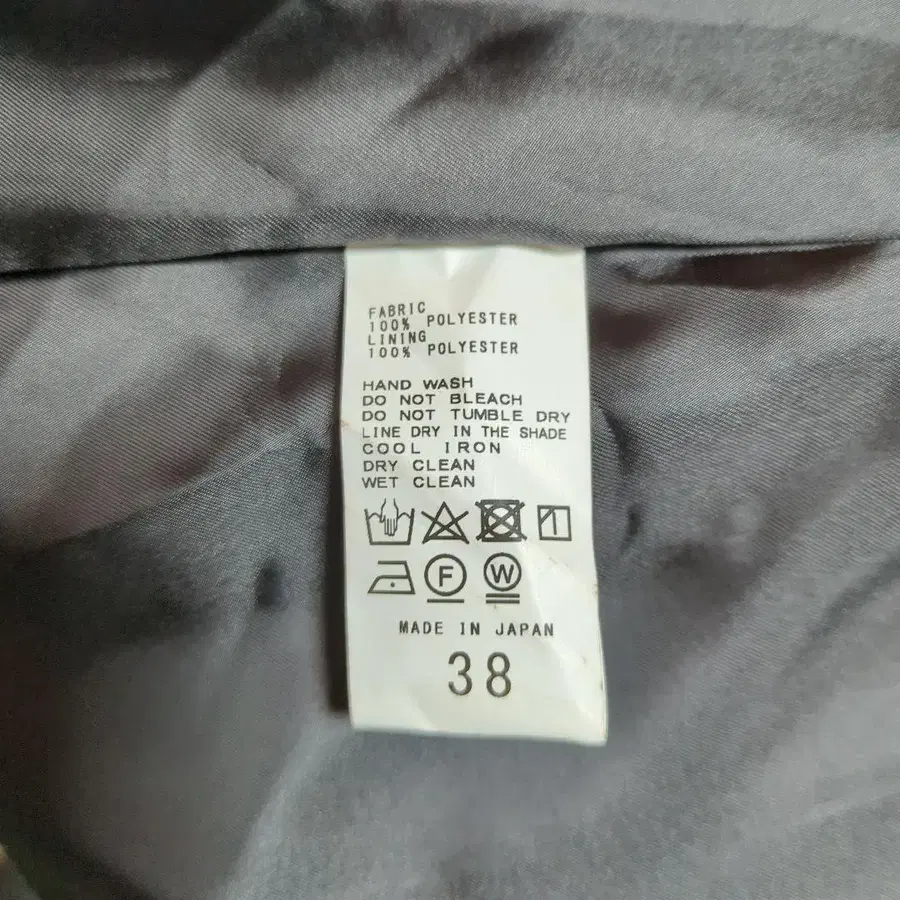 FABRIC
100% POLYESTER
LINING
100% POLYESTER
HAND WASH
DO NOT BLEACH
DO NOT TUMBLE DRY
LINE DRY IN THE SHADE
COOL IRON
DRY CLEAN
WET CLEAN
F W
MADE IN JAPAN
38